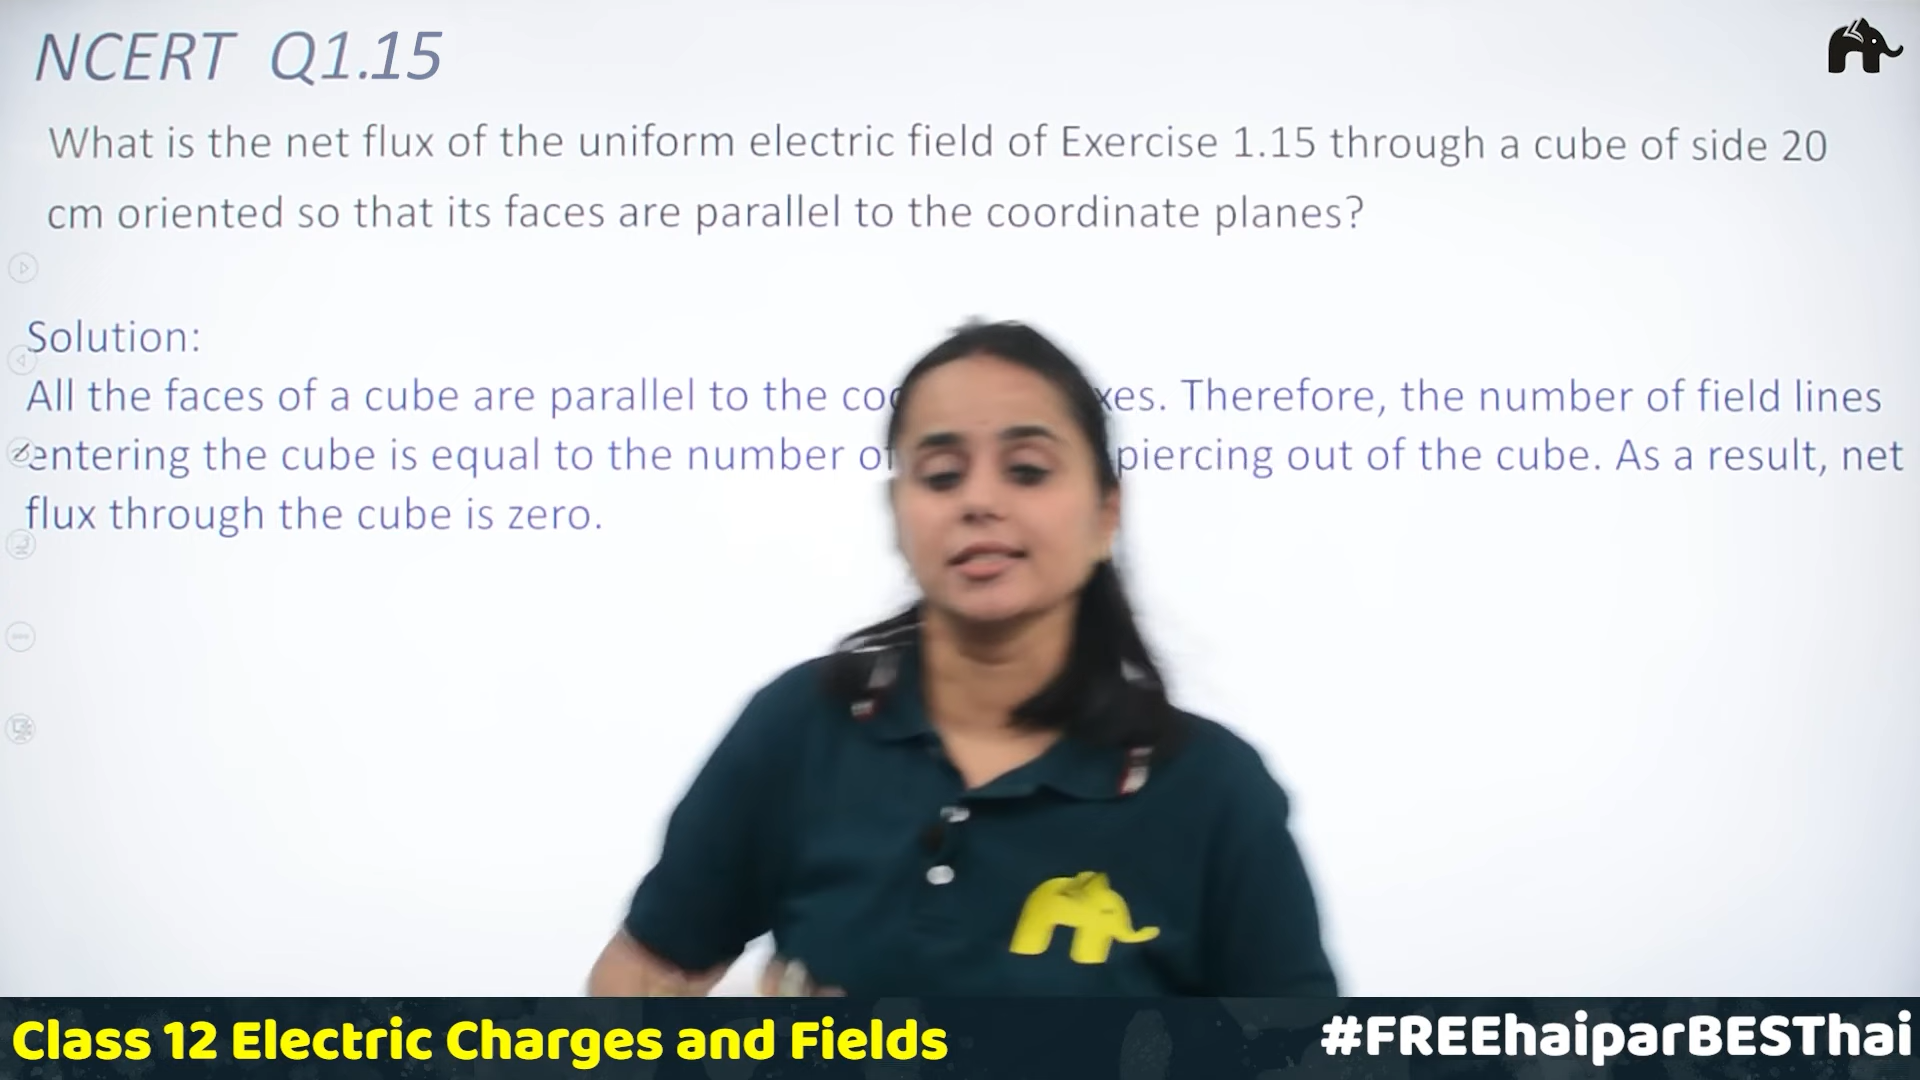 NCERT Q1.15
What is the net flux of the uniform electric field of Exercise 1.15 through a cube of side 20
cm oriented so that its faces are parallel to the coordinate planes?
Solution:
All the faces of a cube are parallel to the xes. Therefore, the number of field lines
entering the cube is equal to the number of piercing out of the cube. As a result, net
flux through the cube is zero.
Class 12 Electric Charges and Fields
#FREEhaiparBESThai